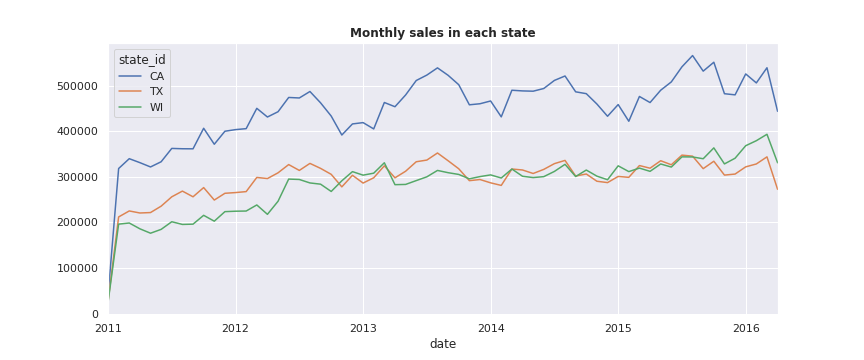 Monthly sales in each state
state_id
CA
TX
WI
500000
400000
300000
200000
100000
0
2011 2012 2013 2014 2015 2016
date